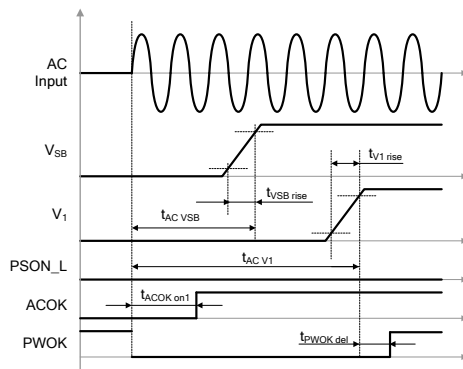 AC
Input
VSB
tV1 rise
tVSB rise
V1
tAC VSB
PSON_L
tAC V1
tACOK on1
ACOK
tPWOK del
PWOK